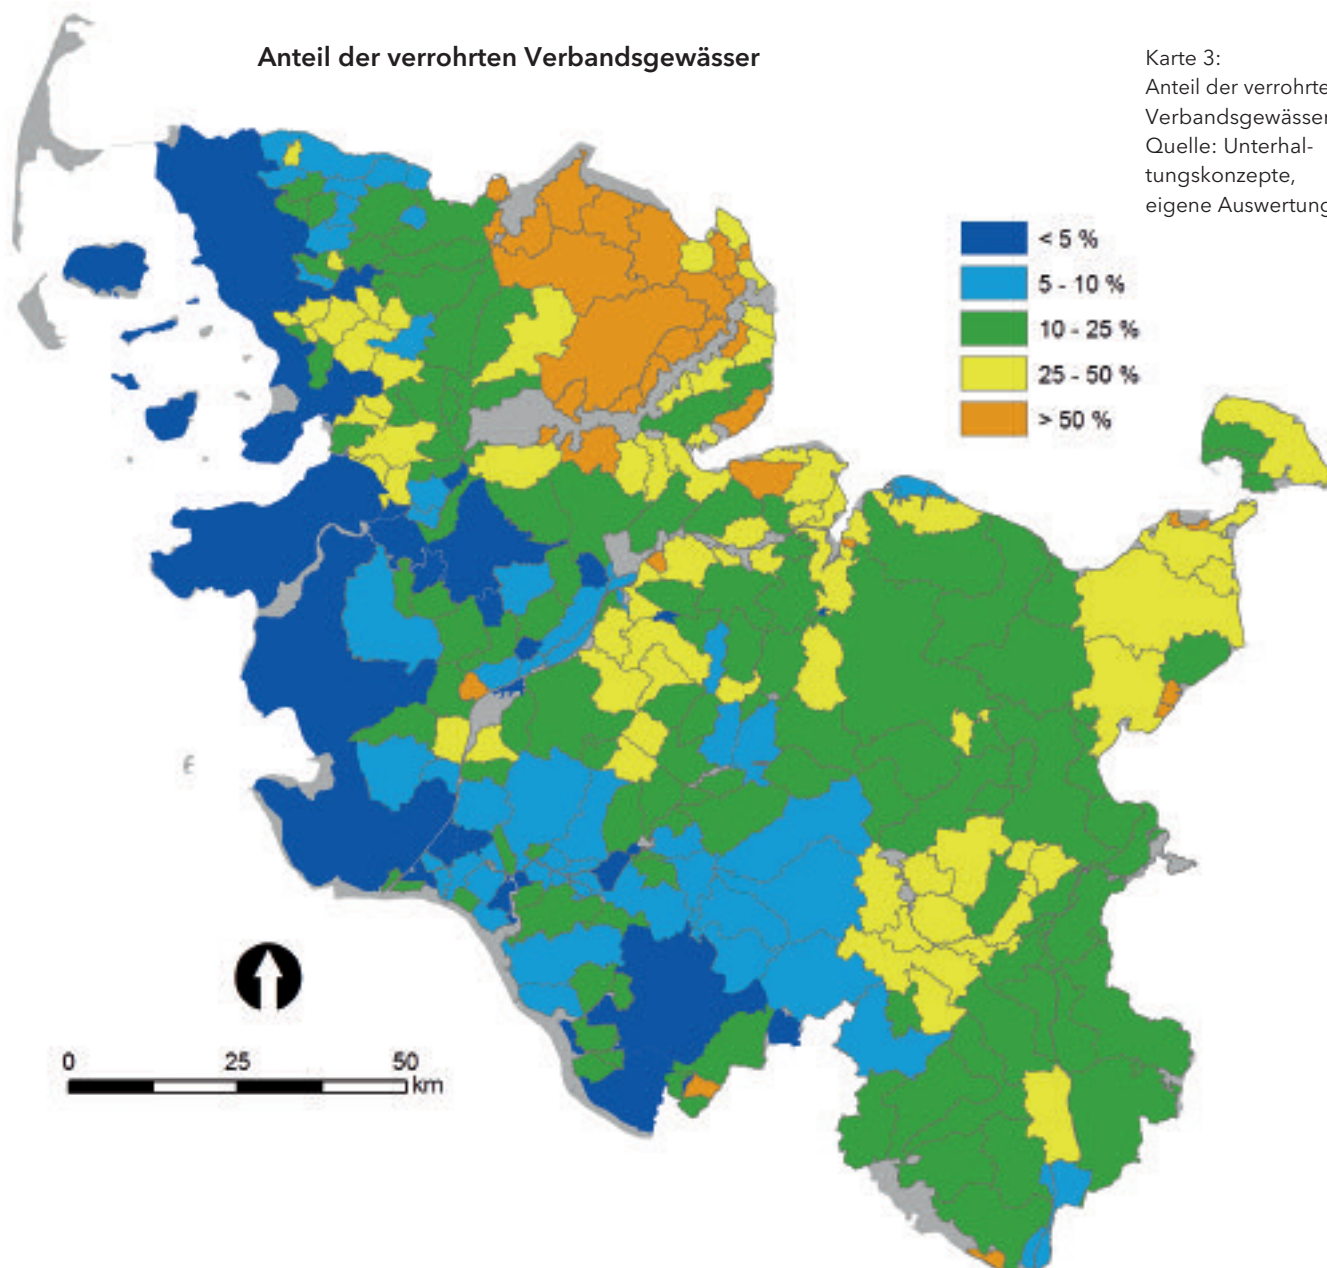 Anteil der verrohrten Verbandsgewässer
Karte 3:
Anteil der verrohrte
Verbandsgewässer
Quelle: Unterhal-
tungskonzepte,
eigene Auswertung
< 5 %
5 - 10 %
10 - 25 %
25 - 50 %
> 50 %
0 25 50
km